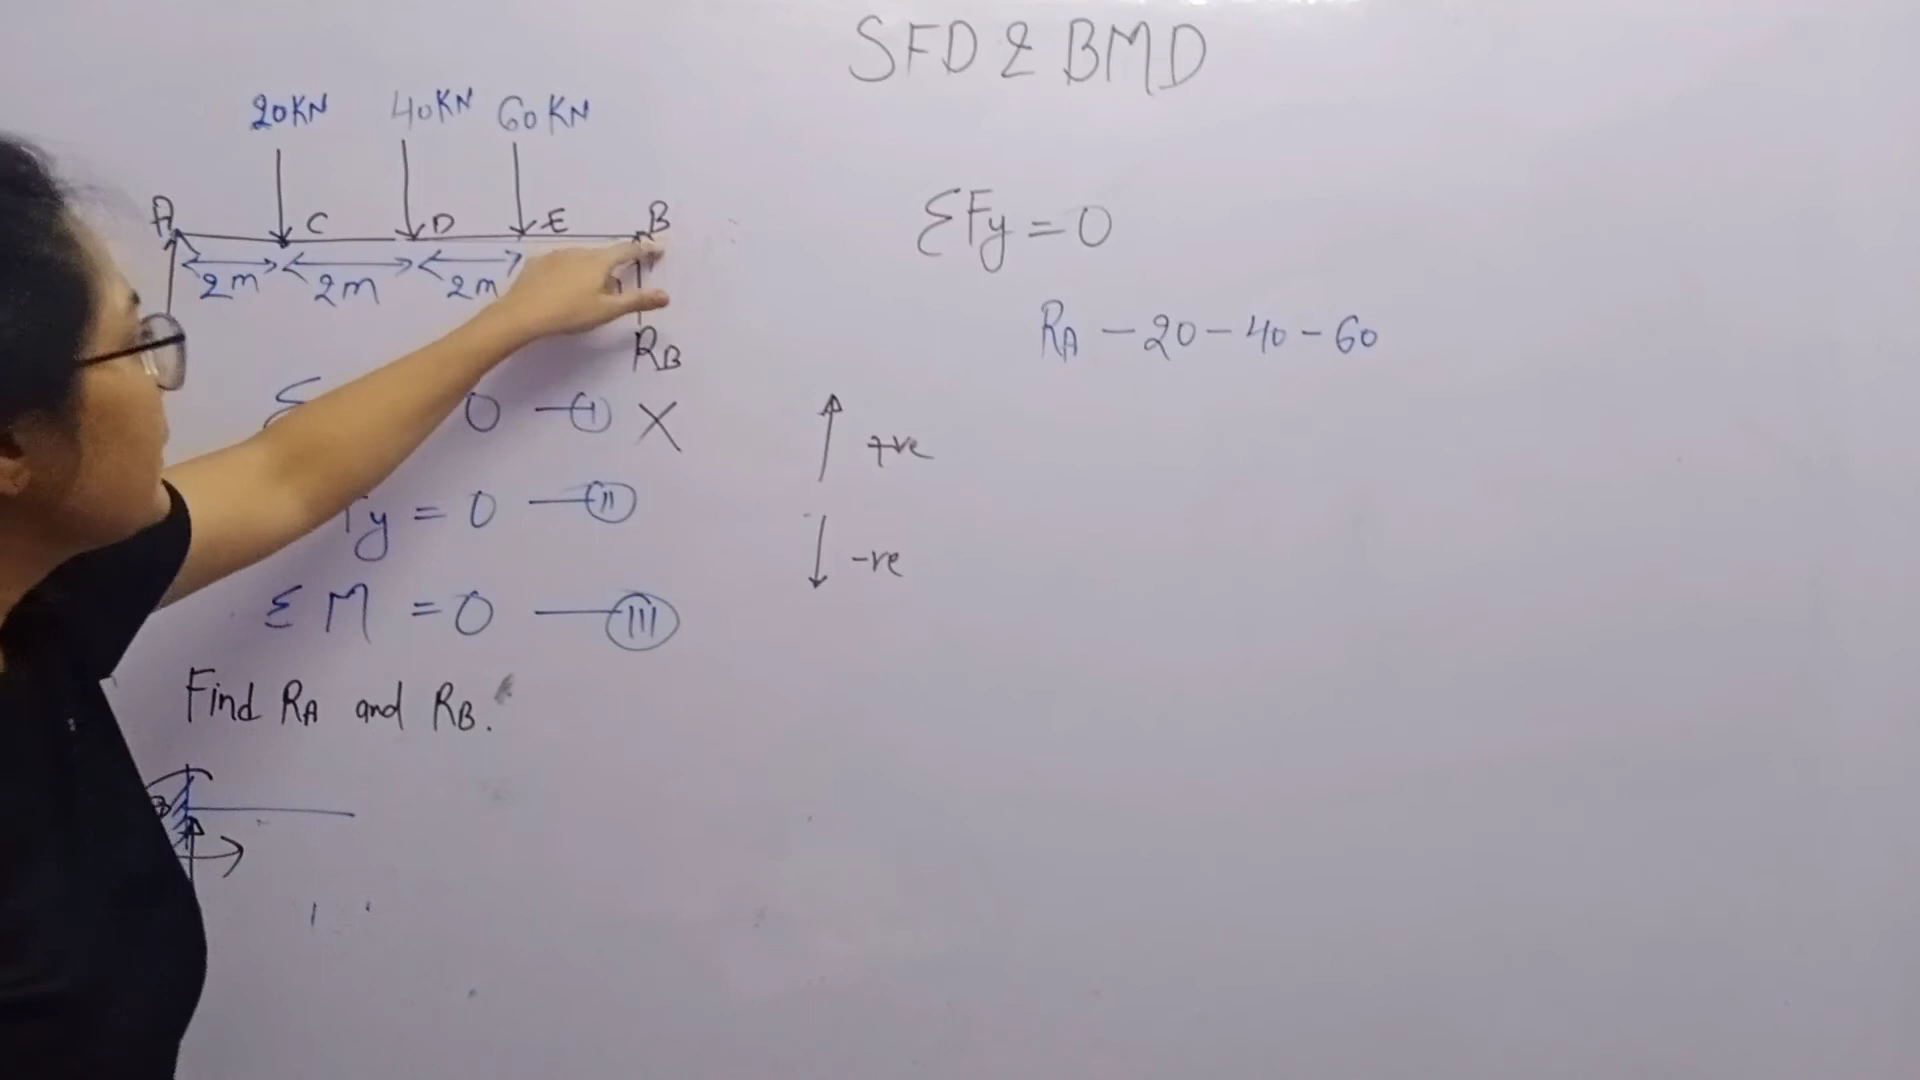 SFD & BMD
20KN 40KN 60KN
A C D E B
2m 2m 2m
RB
ΣFy = 0
RA - 20 - 40 - 60
Σ 0 — I X
Fy = 0 — II
ΣM = 0 — III
+ve
-ve
Find RA and RB.